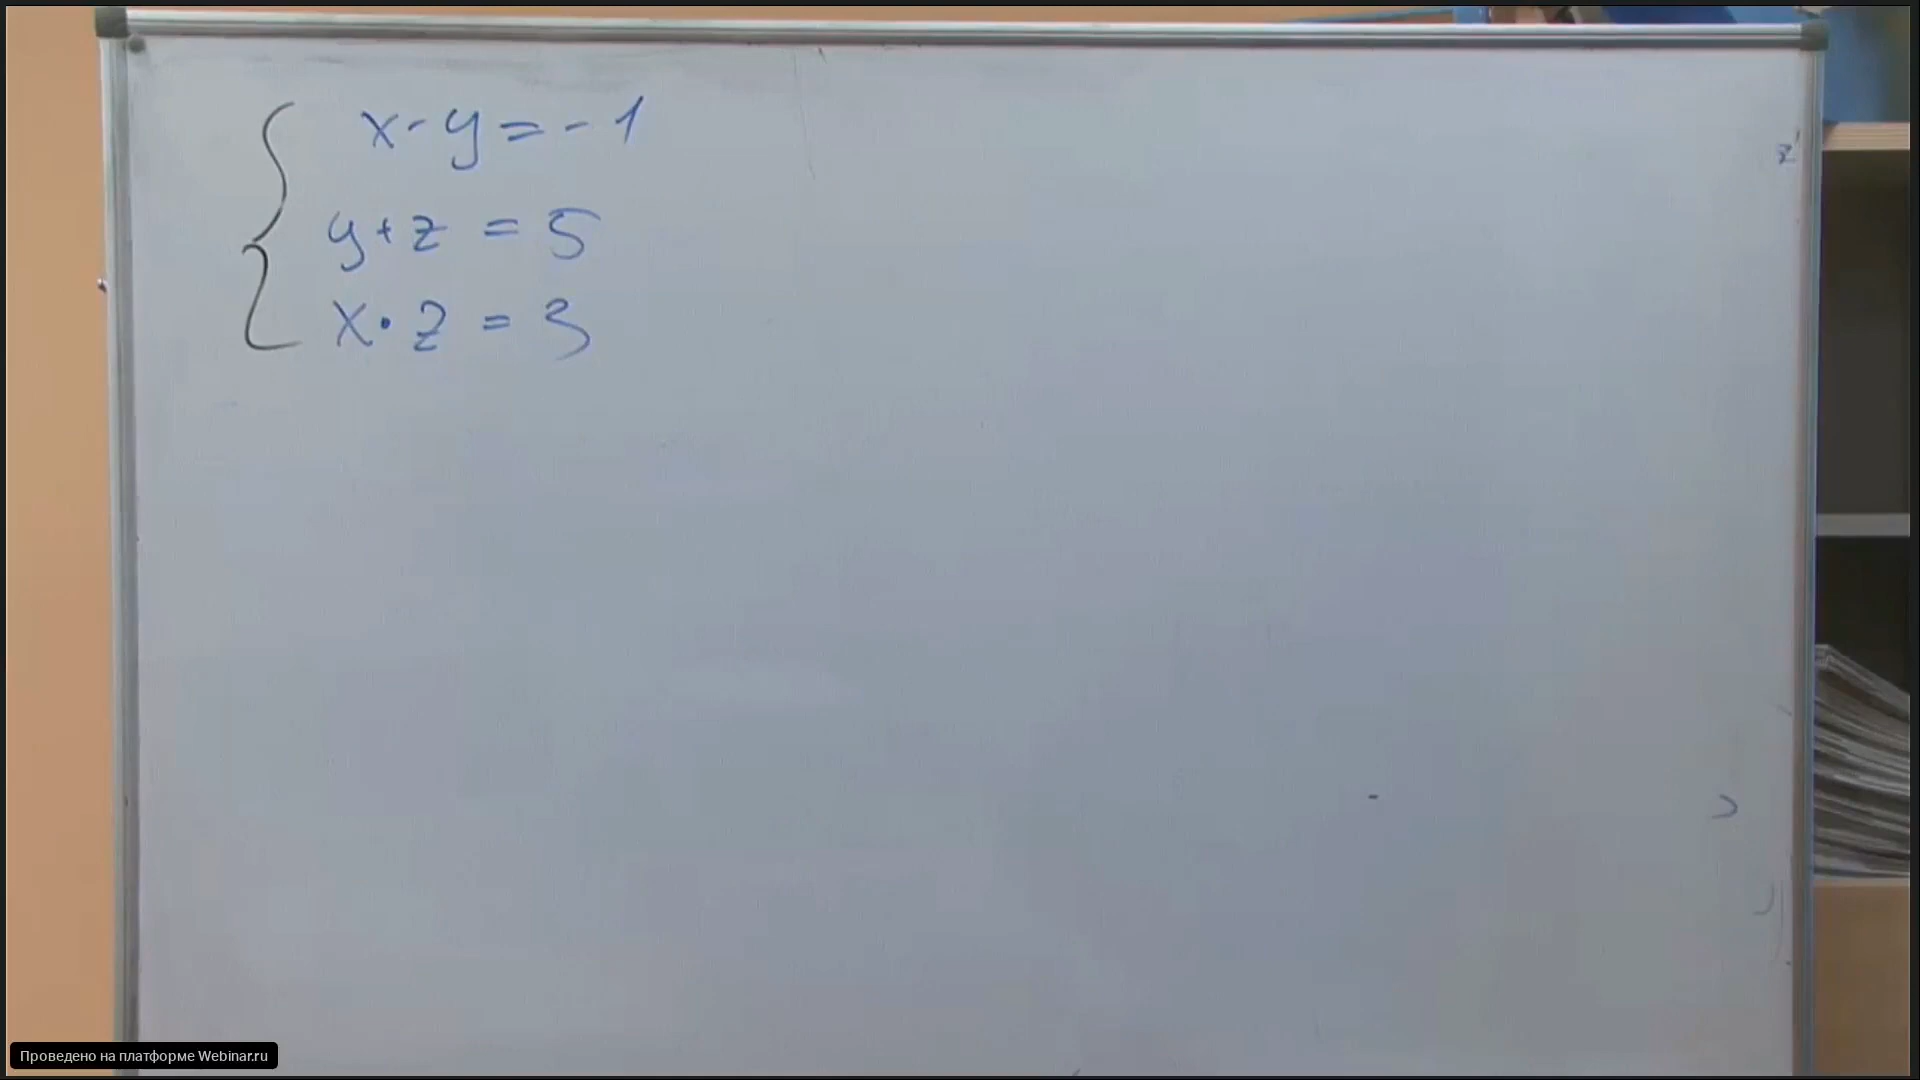 x - y = - 1
y + z = 5
x · z = 3
z
Проведено на платформе Webinar.ru